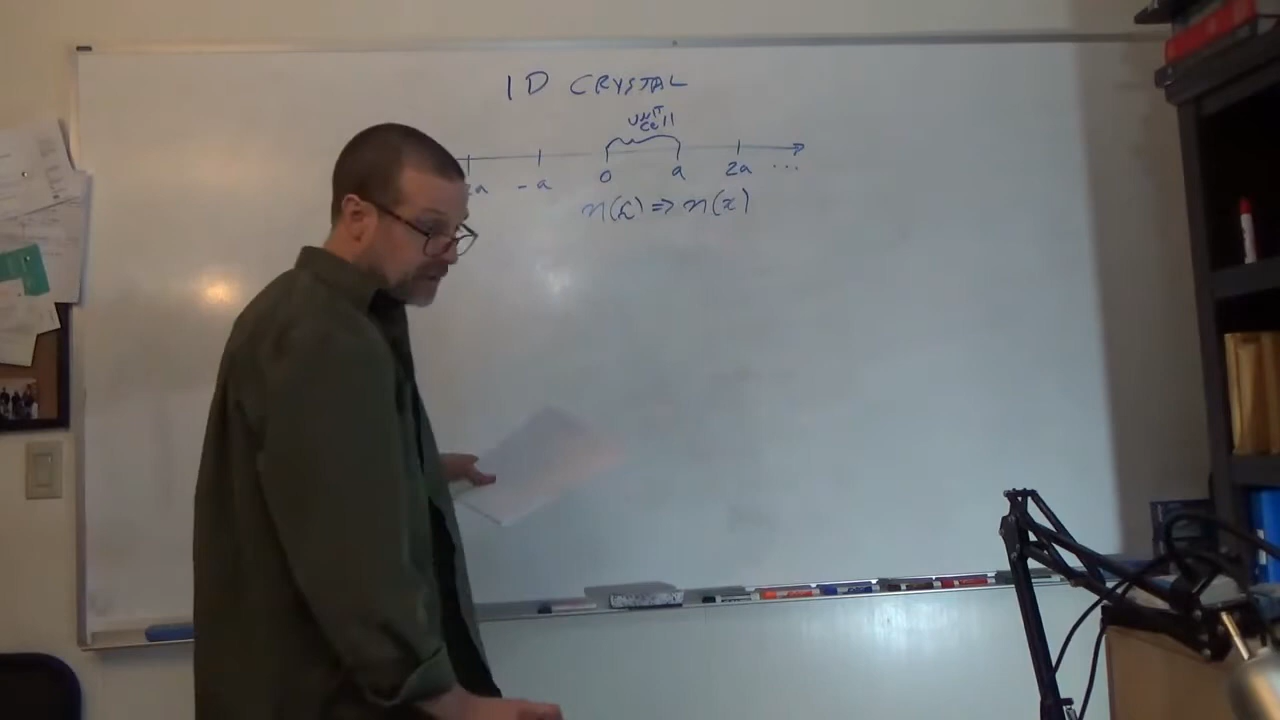 1D CRYSTAL
UNIT
Cell
-a 0 a 2a ...
n(r) => n(x)